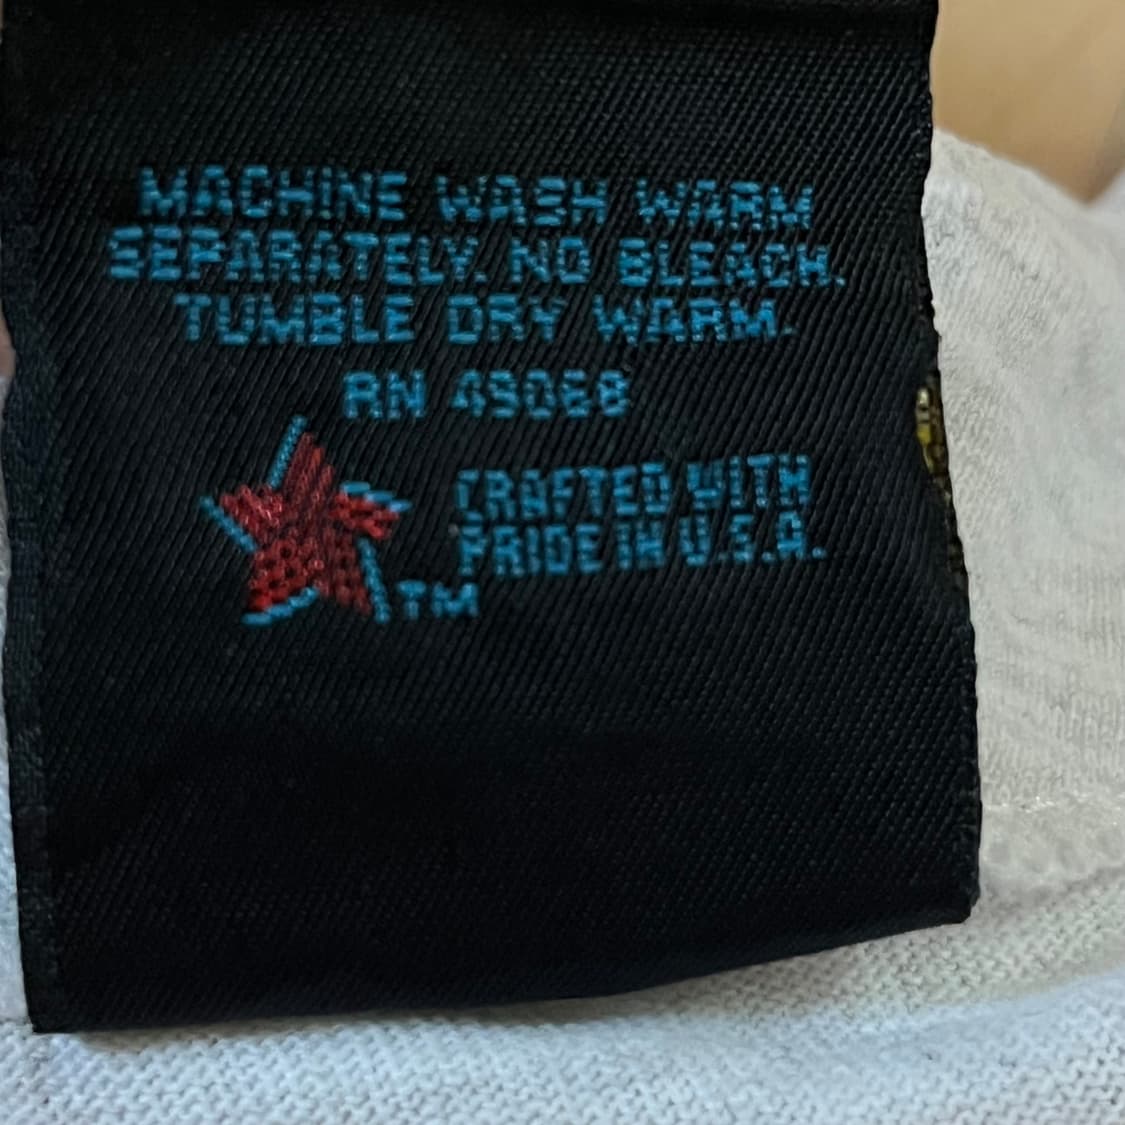 MACHINE WASH WARM
SEPARATELY. NO BLEACH.
TUMBLE DRY WARM.
RN 49068
CRAFTED WITH
PRIDE IN U.S.A.
TM